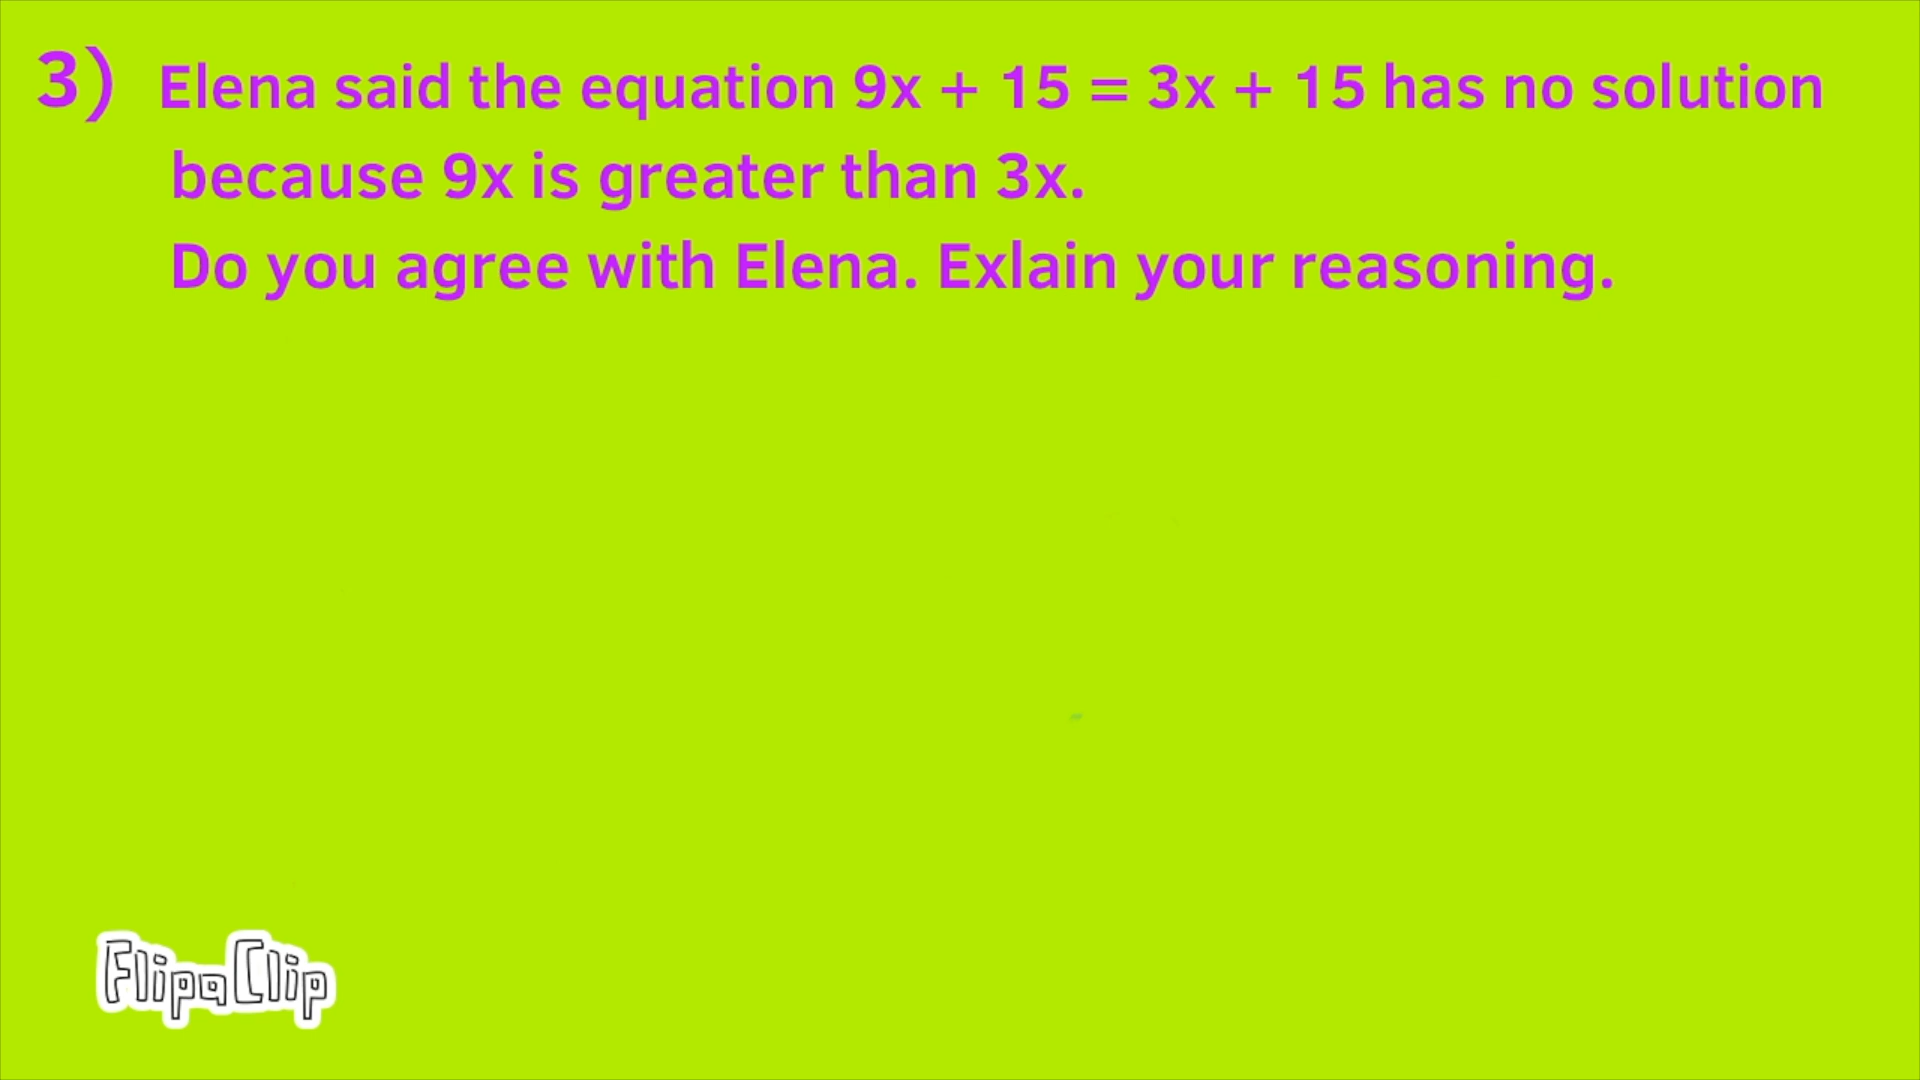 3) Elena said the equation 9x + 15 = 3x + 15 has no solution
because 9x is greater than 3x.
Do you agree with Elena. Exlain your reasoning.
FlipaClip